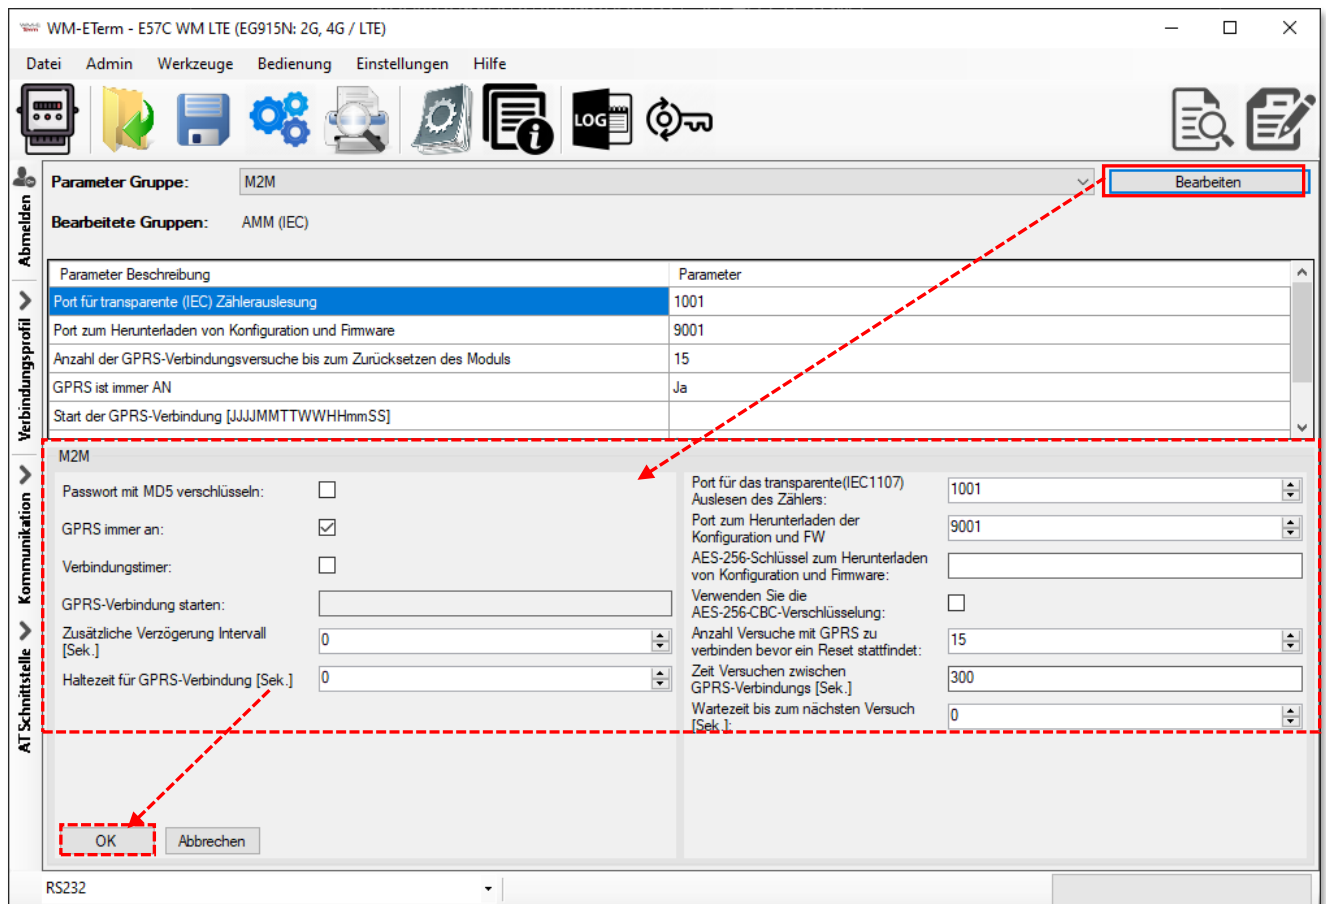 WM-ETerm - E57C WM LTE (EG915N: 2G, 4G / LTE)
Datei Admin Werkzeuge Bedienung Einstellungen Hilfe
LOG
Abmelden
Verbindungsprofil
Kommunikation
AT Schnittstelle
Parameter Gruppe: M2M Bearbeiten
Bearbeitete Gruppen: AMM (IEC)
Parameter Beschreibung Parameter
Port für transparente (IEC) Zählerauslesung 1001
Port zum Herunterladen von Konfiguration und Firmware 9001
Anzahl der GPRS-Verbindungsversuche bis zum Zurücksetzen des Moduls 15
GPRS ist immer AN Ja
Start der GPRS-Verbindung [JJJJMMTTWWHHmmSS]
M2M
Passwort mit MD5 verschlüsseln:
GPRS immer an:
Verbindungstimer:
GPRS-Verbindung starten:
Zusätzliche Verzögerung Intervall
[Sek.] 0
Haltezeit für GPRS-Verbindung [Sek.] 0
Port für das transparente(IEC1107)
Auslesen des Zählers: 1001
Port zum Herunterladen der
Konfiguration und FW 9001
AES-256-Schlüssel zum Herunterladen
von Konfiguration und Firmware:
Verwenden Sie die
AES-256-CBC-Verschlüsselung:
Anzahl Versuche mit GPRS zu
verbinden bevor ein Reset stattfindet: 15
Zeit Versuchen zwischen
GPRS-Verbindungs [Sek.] 300
Wartezeit bis zum nächsten Versuch
[Sek.]: 0
OK Abbrechen
RS232